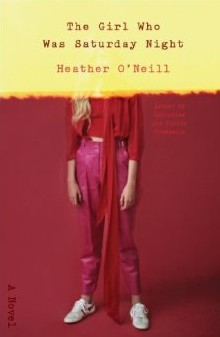 The Girl Who
Was Saturday Night
Heather O'Neill
A Novel